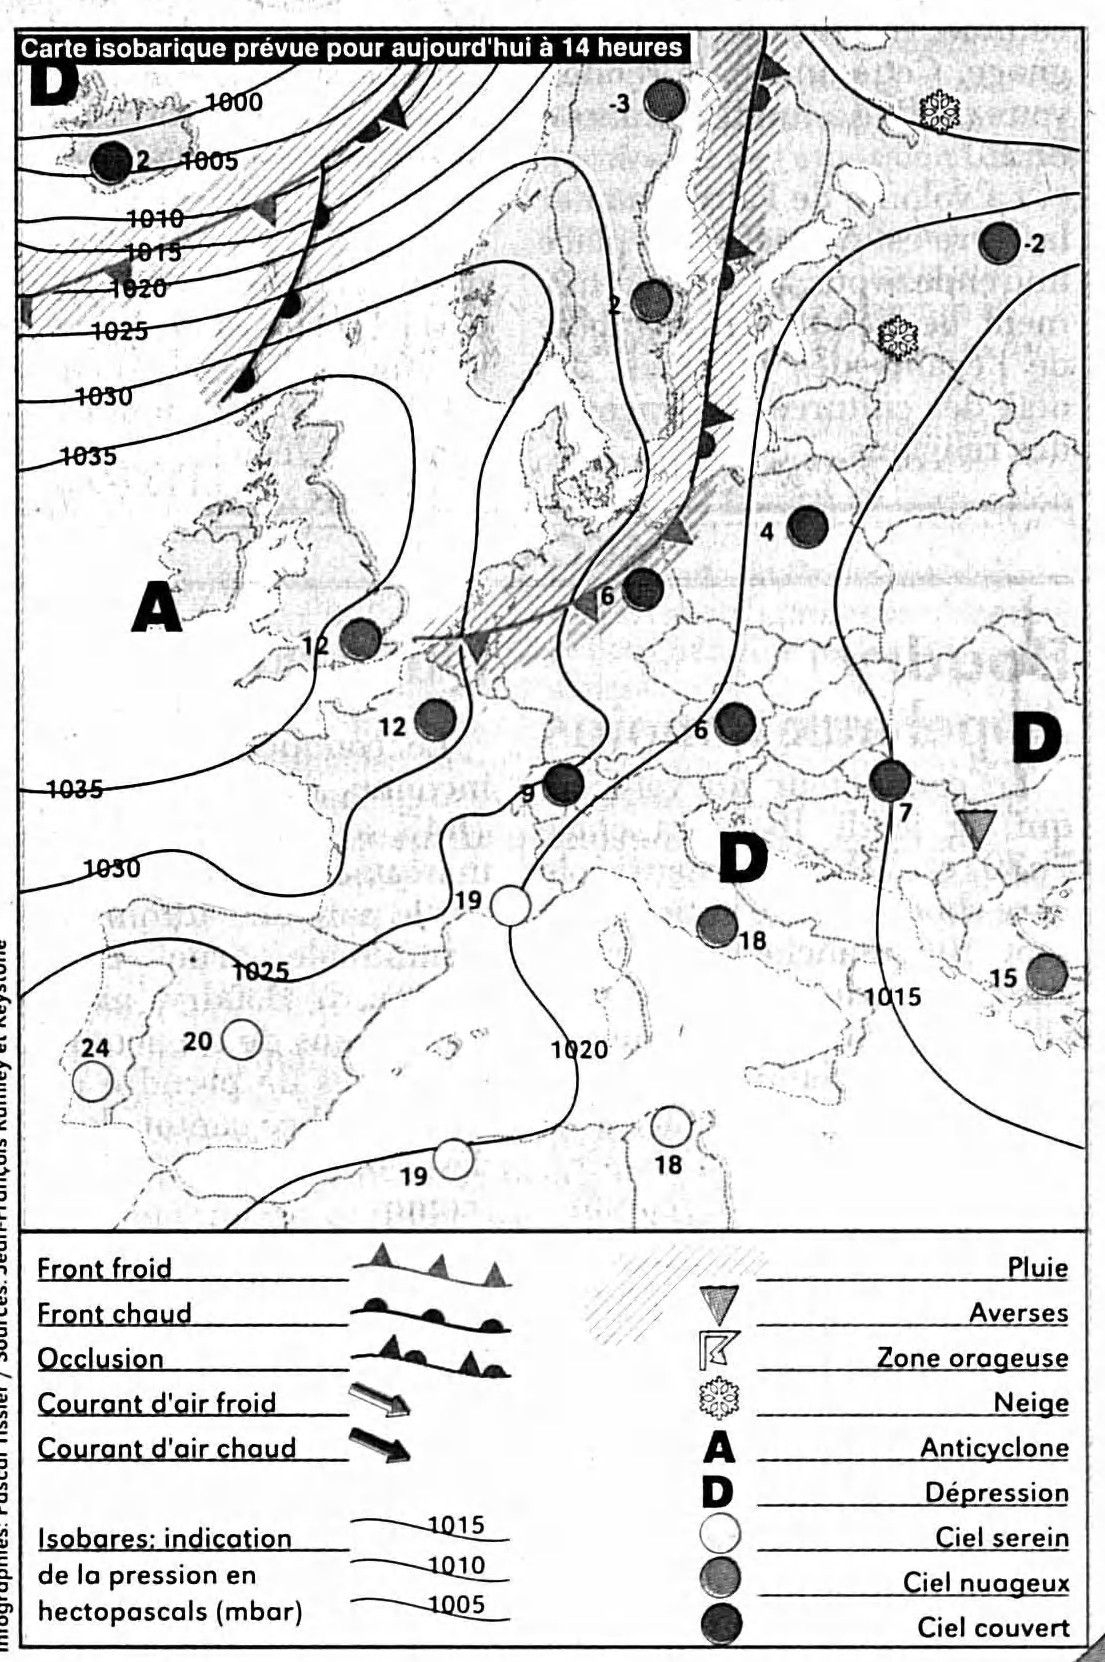 Carte isobarique prévue pour aujourd'hui à 14 heures
D
1000
-3
2
1005
1010
-2
1015
1020
2
1025
1030
1035
4
A
6
12
12
6
D
1035
9
7
D
1030
19
18
1025
15
1015
20
24
1020
19
18
Front froid
Front chaud
Occlusion
Courant d'air froid
Courant d'air chaud
Isobares: indication
de la pression en
hectopascals (mbar)
1015
1010
1005
Pluie
Averses
Zone orageuse
Neige
A Anticyclone
D Dépression
Ciel serein
Ciel nuageux
Ciel couvert
Infographies: Pascal Tissier / Sources: Jean-François Rumley et Keystone